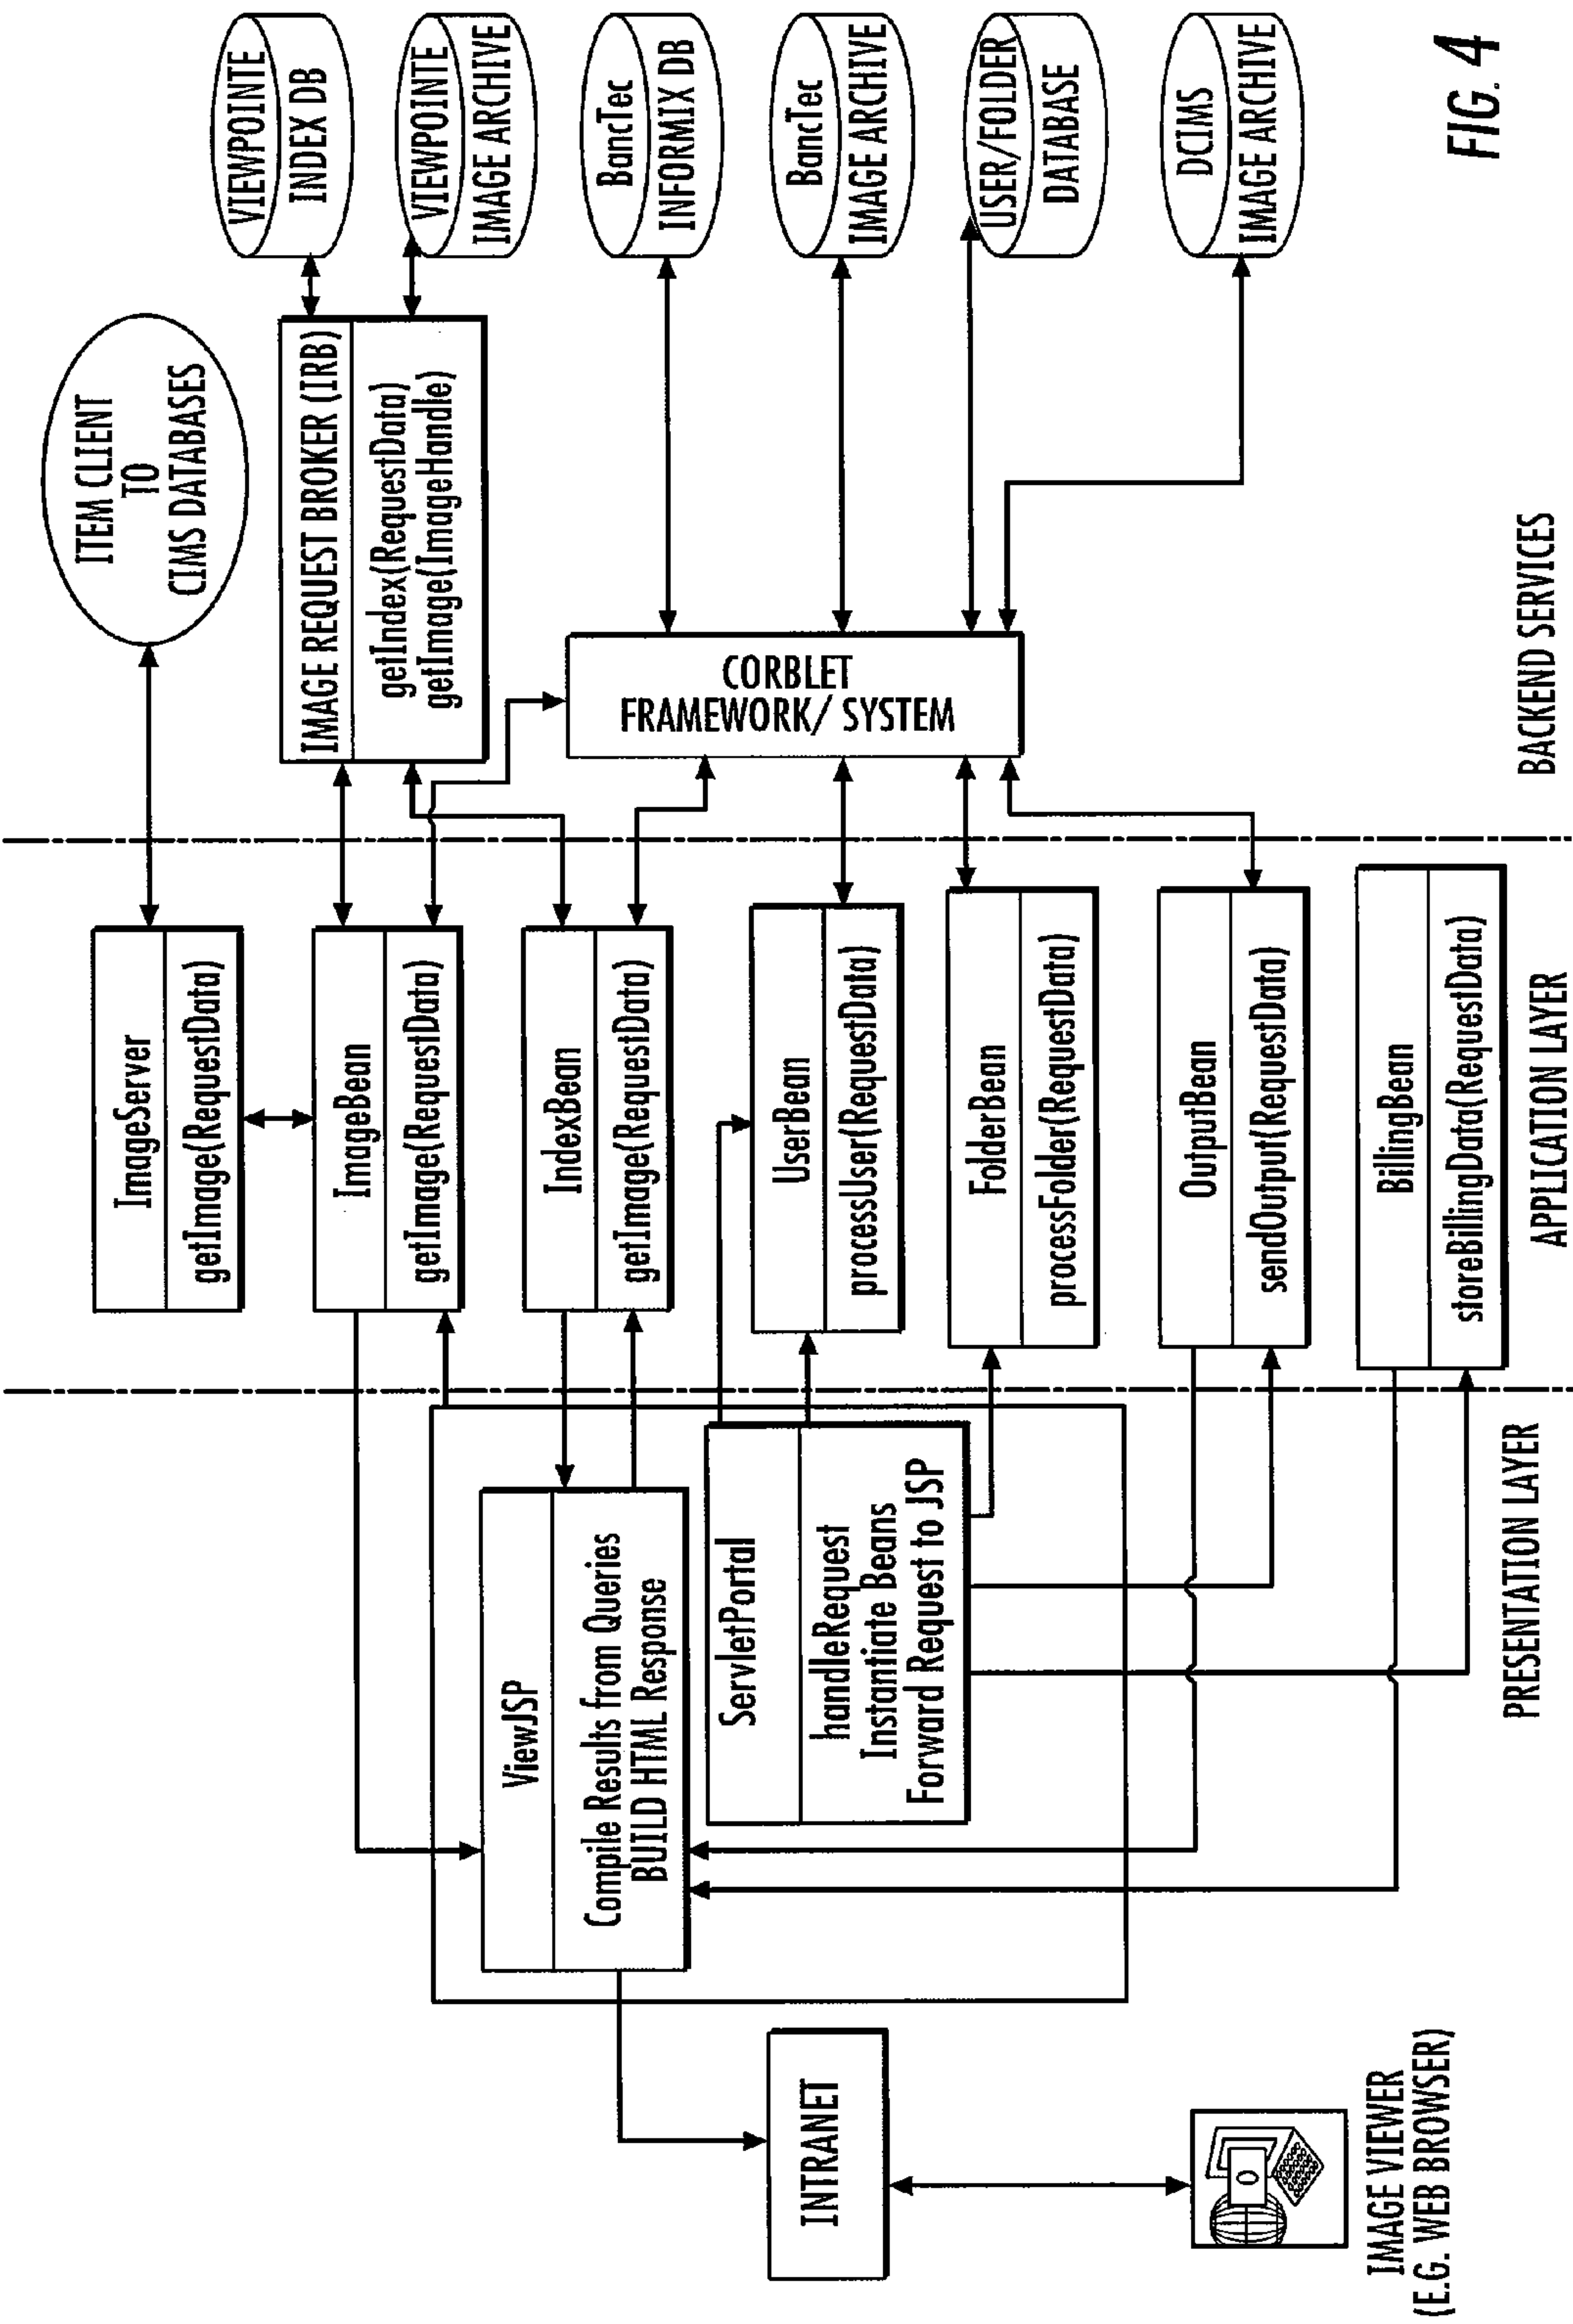 ITEM CLIENT
TO
CIMS DATABASES
VIEWPOINTE
INDEX DB
VIEWPOINTE
IMAGE ARCHIVE
BancTec
INFORMIX DB
BancTec
IMAGE ARCHIVE
USER/FOLDER
DATABASE
DCIMS
IMAGE ARCHIVE
IMAGE REQUEST BROKER (IRB)
getIndex(RequestData)
getImage(ImageHandle)
CORBLET
FRAMEWORK/ SYSTEM
BACKEND SERVICES
ImageServer
getImage(RequestData)
ImageBean
getImage(RequestData)
IndexBean
getImage(RequestData)
UserBean
processUser(RequestData)
FolderBean
processFolder(RequestData)
OutputBean
sendOutput(RequestData)
BillingBean
storeBillingData(RequestData)
APPLICATION LAYER
ViewJSP
Compile Results from Queries
BUILD HTML Response
ServletPortal
handleRequest
Instantiate Beans
Forward Request to JSP
PRESENTATION LAYER
INTRANET
IMAGE VIEWER
(E.G. WEB BROWSER)
FIG. 4